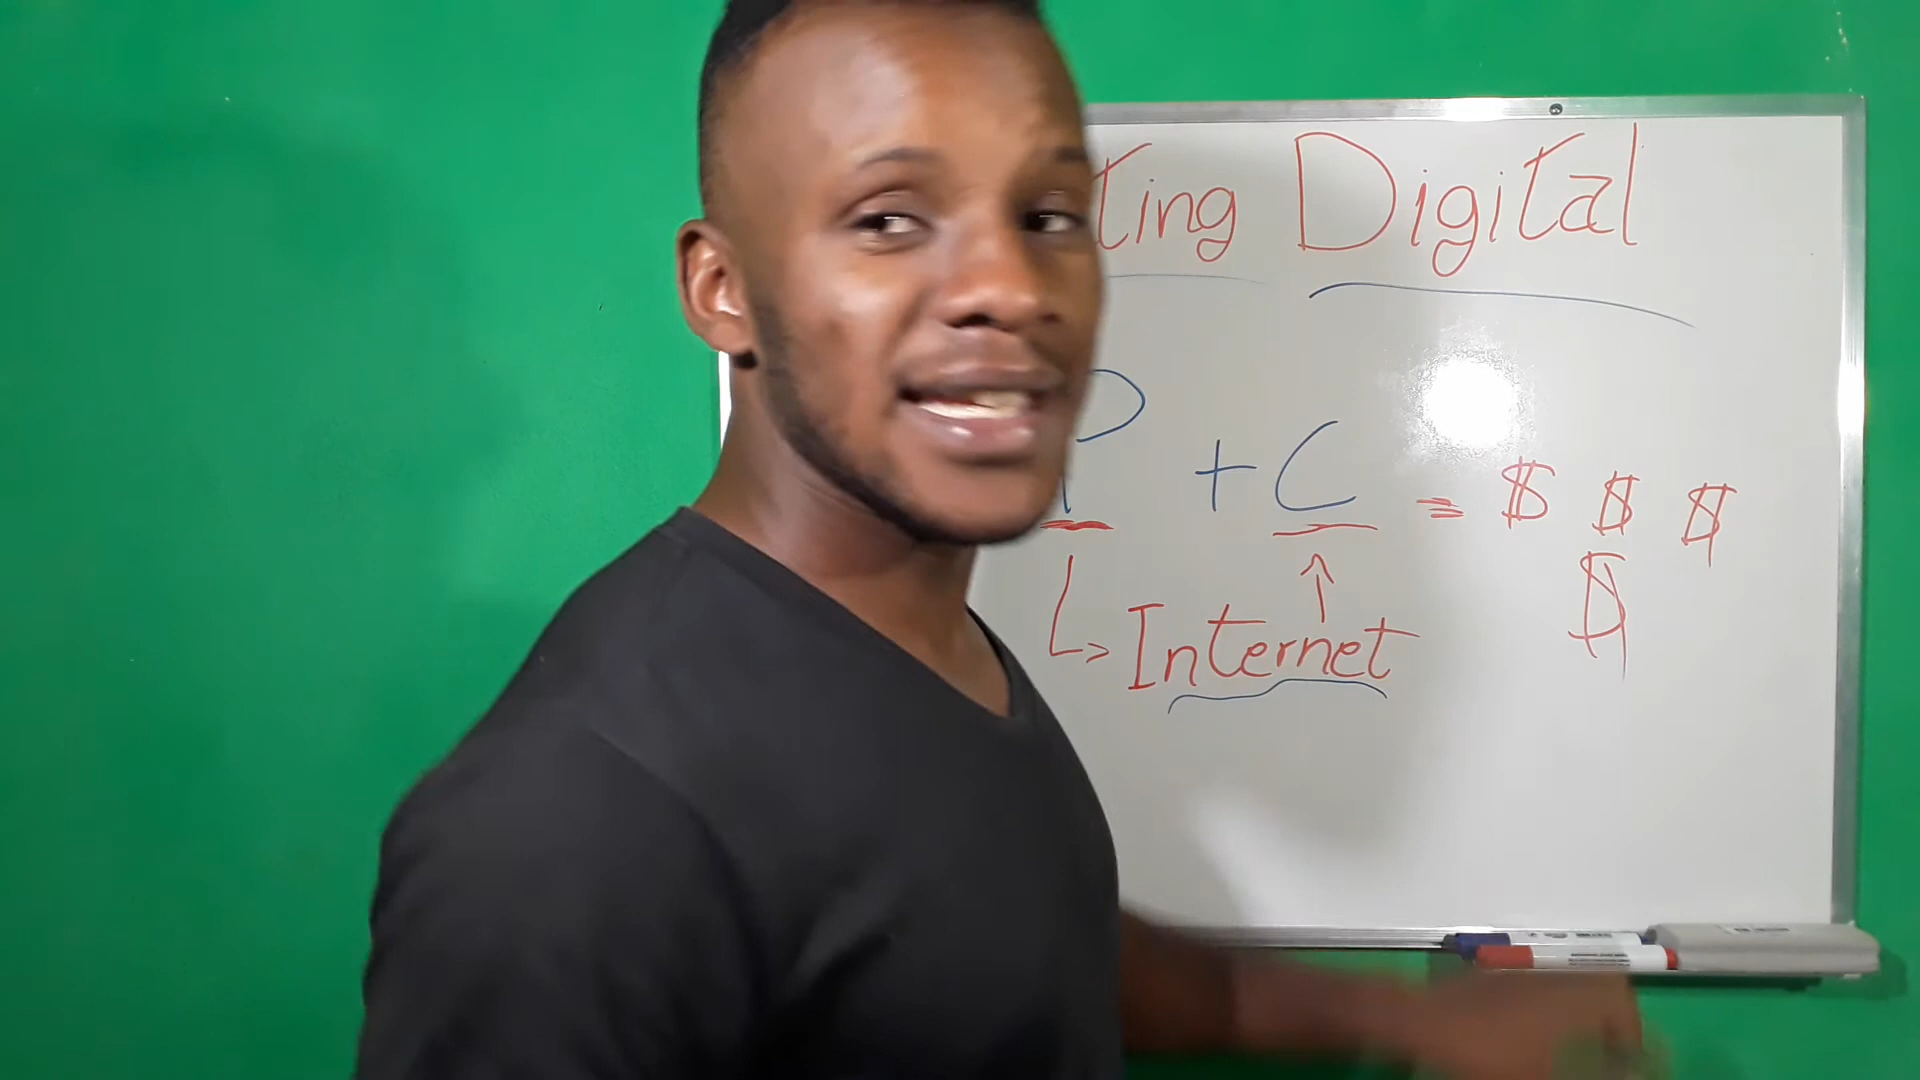 ting Digital
P + C = $ $ $
$
Internet